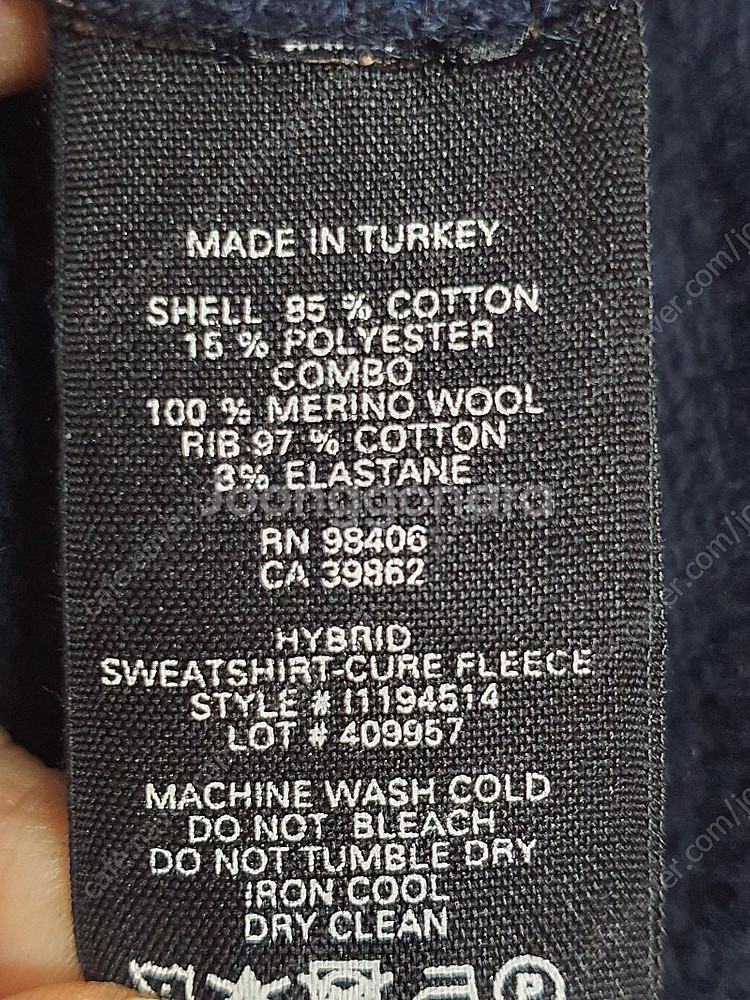 MADE IN TURKEY
SHELL 85 % COTTON
15 % POLYESTER
COMBO
100 % MERINO WOOL
RIB 97 % COTTON
3% ELASTANE
Joonggonara
RN 98406
CA 39862
HYBRID
SWEATSHIRT-CURE FLEECE
STYLE # I1194514
LOT # 409957
MACHINE WASH COLD
DO NOT BLEACH
DO NOT TUMBLE DRY
IRON COOL
DRY CLEAN
P